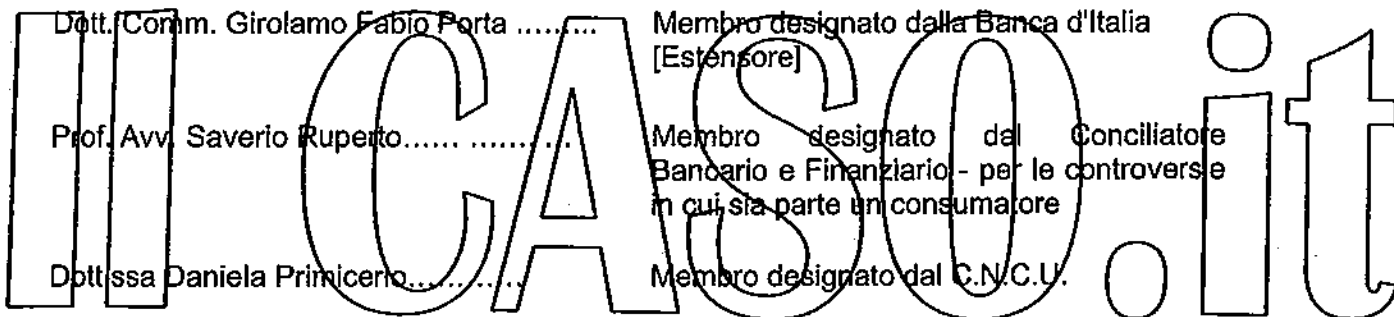 Dott. Comm. Girolamo Fabio Porta ......... Membro designato dalla Banca d'Italia
[Estensore]
Prof. Avv. Saverio Ruperto...... ........... Membro designato dal Conciliatore
Bancario e Finanziario - per le controversie
in cui sia parte un consumatore
Dott.ssa Daniela Primicerio............. Membro designato dal C.N.C.U.
Il CASO.it